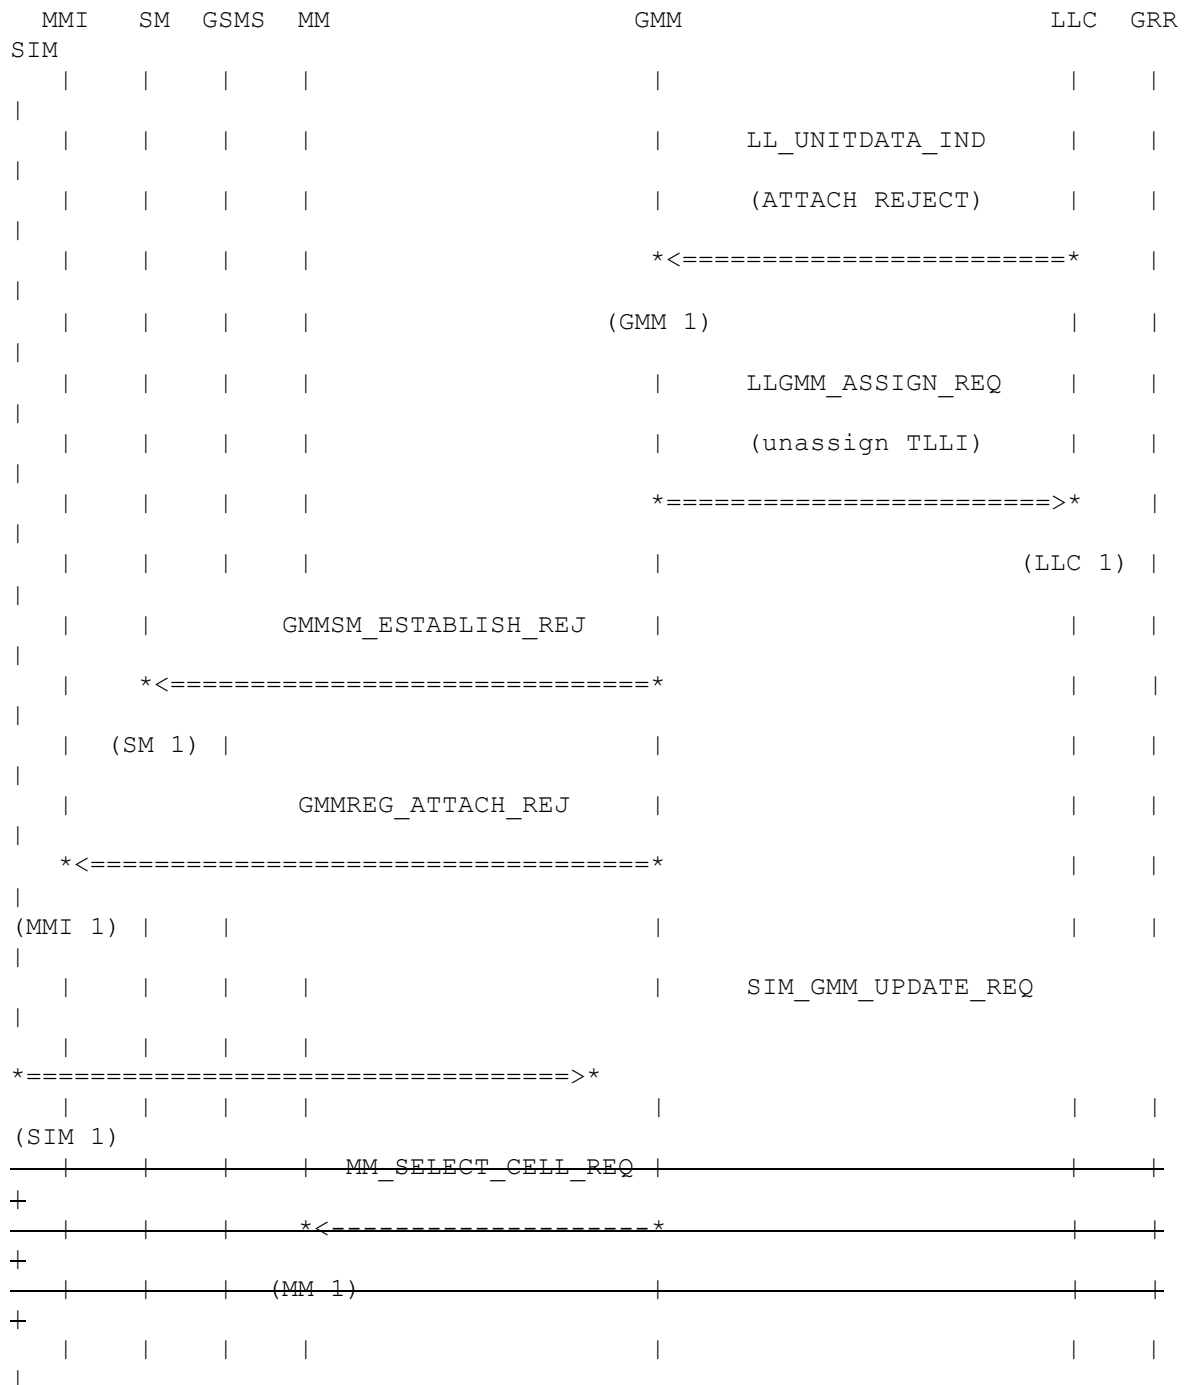 MMI   SM  GSMS  MM                   GMM                       LLC  GRR
SIM
   |    |    |    |                     |                         |    |
|
   |    |    |    |                     |     LL_UNITDATA_IND     |    |
|
   |    |    |    |                     |     (ATTACH REJECT)     |    |
|
   |    |    |    |                     *<========================*    |
|
   |    |    |    |                  (GMM 1)                      |    |
|
   |    |    |    |                     |     LLGMM_ASSIGN_REQ    |    |
|
   |    |    |    |                     |     (unassign TLLI)     |    |
|
   |    |    |    |                     *========================>*    |
|
   |    |    |    |                     |                      (LLC 1) |
|
   |    |        GMMSM_ESTABLISH_REJ    |                         |    |
|
   |    *<==============================*                         |    |
|
   |  (SM 1) |                          |                         |    |
|
   |              GMMREG_ATTACH_REJ     |                         |    |
|
   *<===================================*                         |    |
|
(MMI 1) |    |                          |                         |    |
|
   |    |    |    |                     |     SIM_GMM_UPDATE_REQ
|
   |    |    |    |
*==================================>*
   |    |    |    |                     |                         |    |
(SIM 1)
   |    |    |    |  MM_SELECT_CELL_REQ |                         |    |
|
   |    |    |    *<--------------------*                         |    |
|
   |    |    |  (MM 1)                  |                         |    |
|
   |    |    |    |                     |                         |    |
|